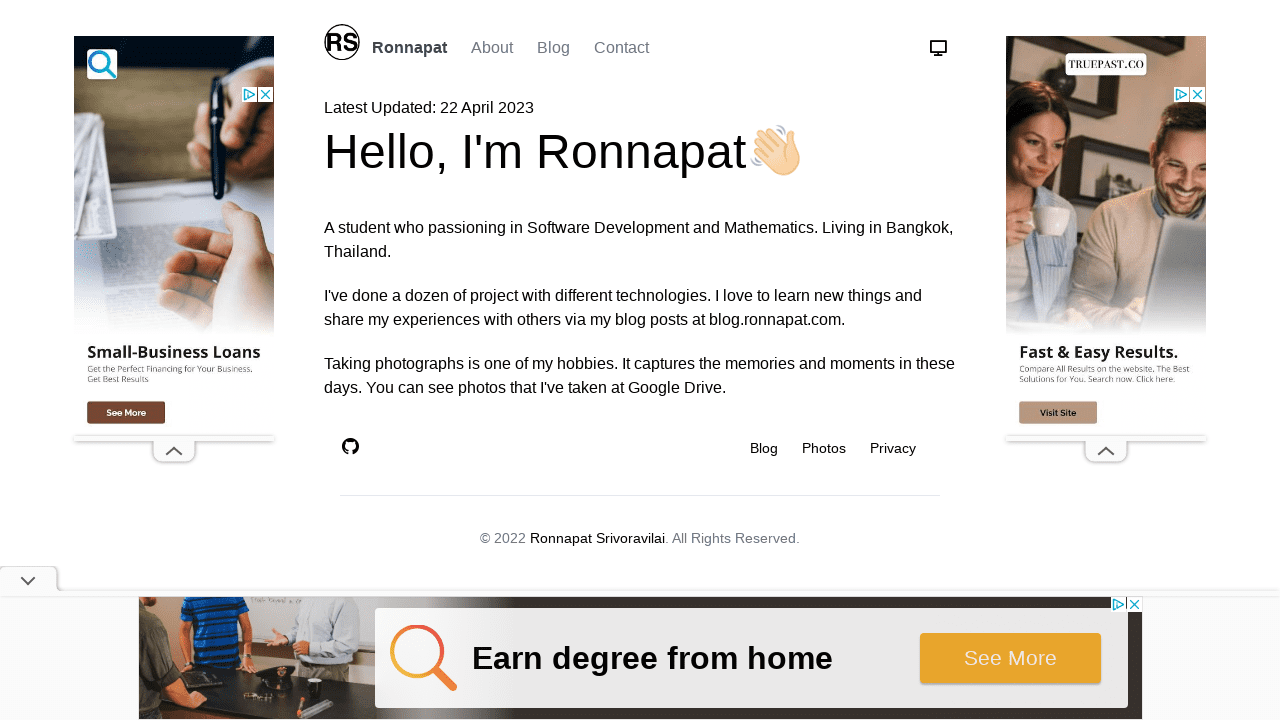 RS Ronnapat About Blog Contact
Latest Updated: 22 April 2023
Hello, I'm Ronnapat👋🏻
A student who passioning in Software Development and Mathematics. Living in Bangkok,
Thailand.
I've done a dozen of project with different technologies. I love to learn new things and
share my experiences with others via my blog posts at blog.ronnapat.com.
Taking photographs is one of my hobbies. It captures the memories and moments in these
days. You can see photos that I've taken at Google Drive.
Blog Photos Privacy
© 2022 Ronnapat Srivoravilai. All Rights Reserved.
Small-Business Loans
Get the Perfect Financing for Your Business.
Get Best Results
See More
TRUEPAST.CO
Fast & Easy Results.
Compare All Results on the website. The Best
Solutions for You. Search now. Click here.
Visit Site
Earn degree from home
See More